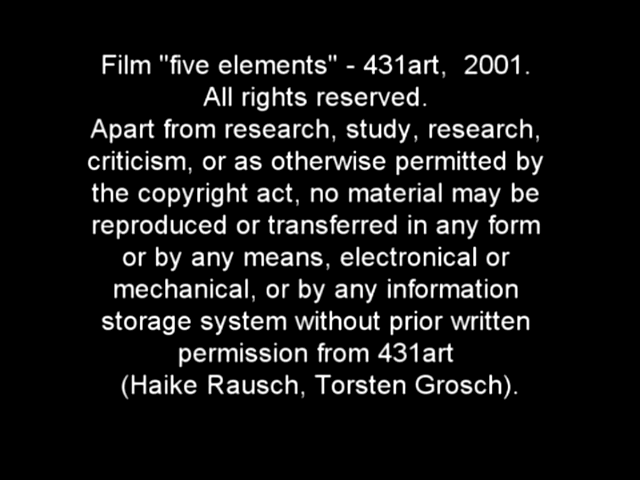 Film "five elements" - 431art,  2001.
All rights reserved.
Apart from research, study, research,
criticism, or as otherwise permitted by
the copyright act, no material may be
reproduced or transferred in any form
or by any means, electronical or
mechanical, or by any information
storage system without prior written
permission from 431art
(Haike Rausch, Torsten Grosch).